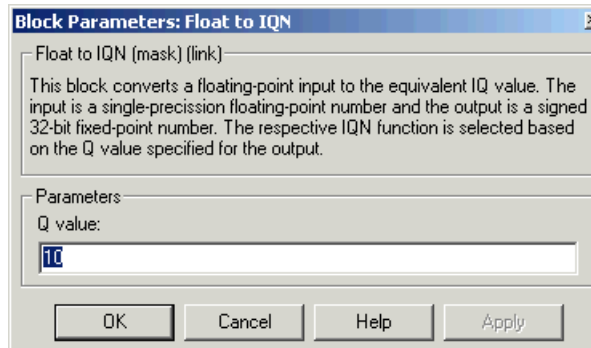 Block Parameters: Float to IQN
Float to IQN (mask) (link)
This block converts a floating-point input to the equivalent IQ value. The
input is a single-precission floating-point number and the output is a signed
32-bit fixed-point number. The respective IQN function is selected based
on the Q value specified for the output.
Parameters
Q value:
10
OK Cancel Help Apply